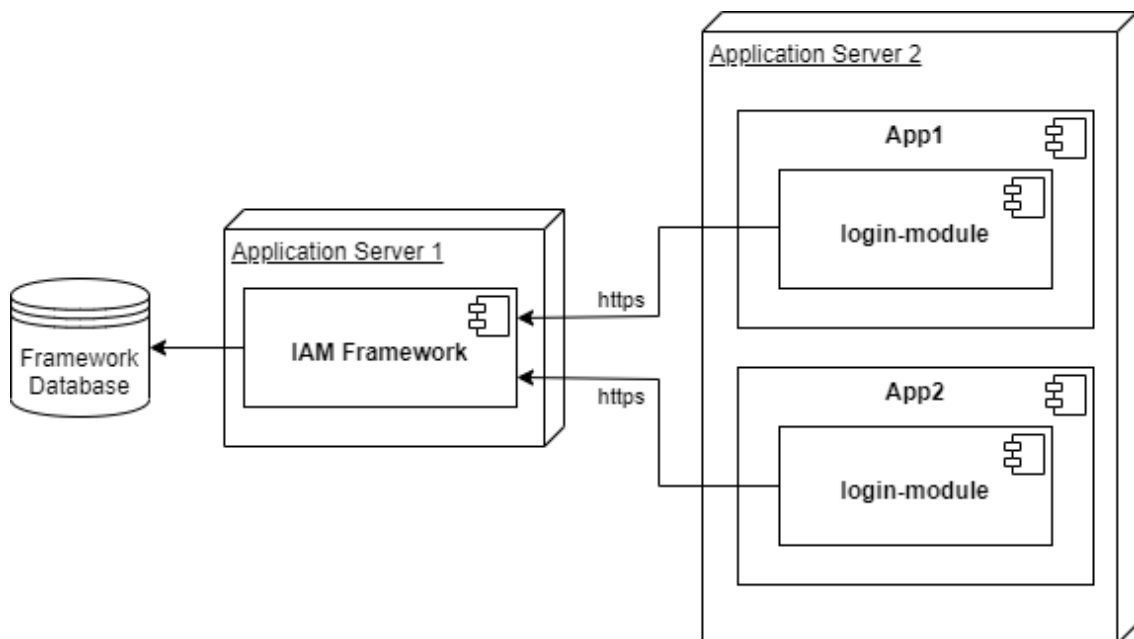 Application Server 2
App1
login-module
Application Server 1
https
IAM Framework
Framework
Database
https
App2
login-module